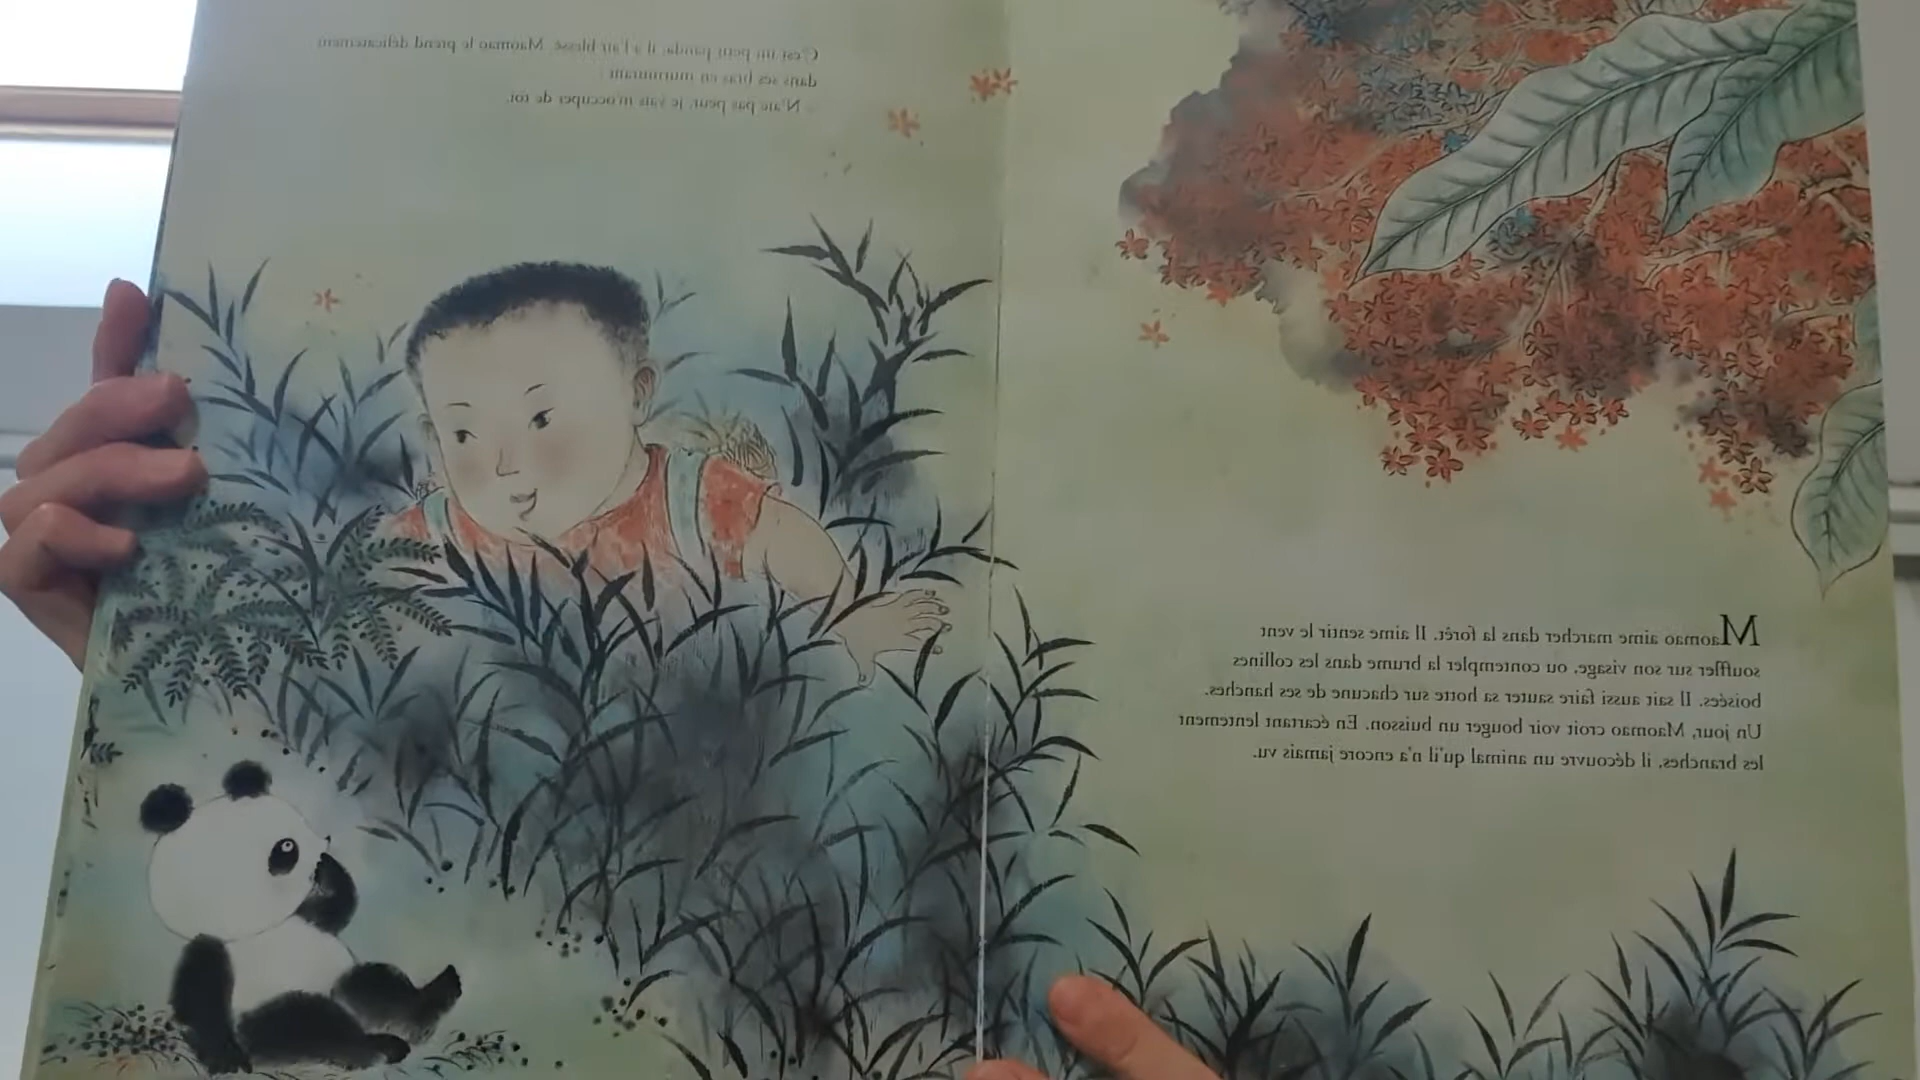 Maomao aime marcher dans la forêt. Il aime sentir le vent
souffler sur son visage, ou contempler la brume dans les collines
boisées. Il sait aussi faire sauter sa hotte sur chacune de ses hanches.
Un jour, Maomao croit voir bouger un buisson. En écartant lentement
les branches, il découvre un animal qu'il n'a encore jamais vu.
C'est un petit panda, il a l'air blessé. Maomao le prend délicatement
dans ses bras en murmurant :
– N'aie pas peur, je vais m'occuper de toi.